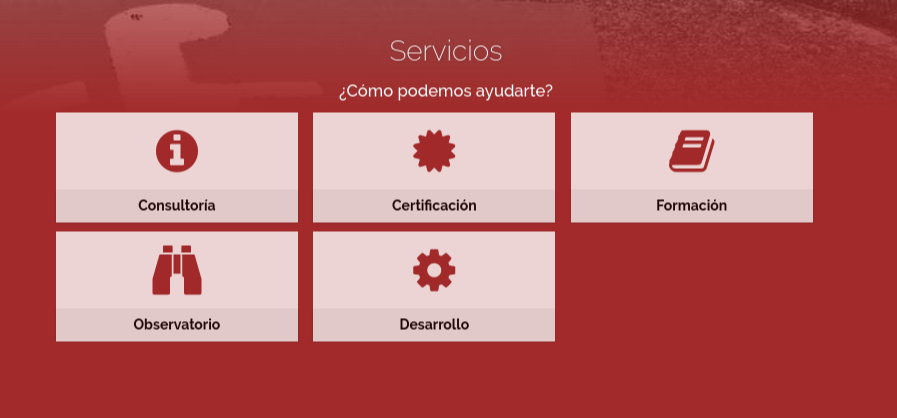 Servicios
¿Cómo podemos ayudarte?
Consultoría
Certificación
Formación
Observatorio
Desarrollo